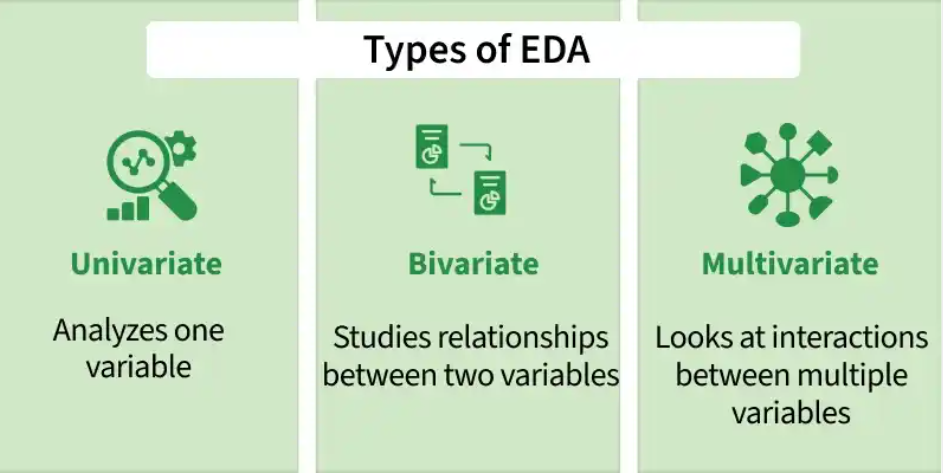 Types of EDA
Univariate
Analyzes one
variable
Bivariate
Studies relationships
between two variables
Multivariate
Looks at interactions
between multiple
variables